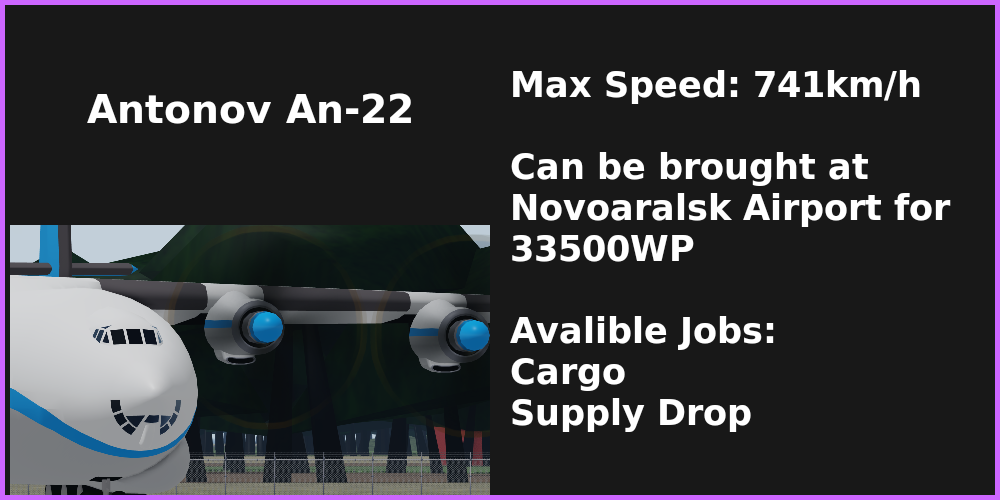 Antonov An-22
Max Speed: 741km/h
Can be brought at
Novoaralsk Airport for
33500WP
Avalible Jobs:
Cargo
Supply Drop